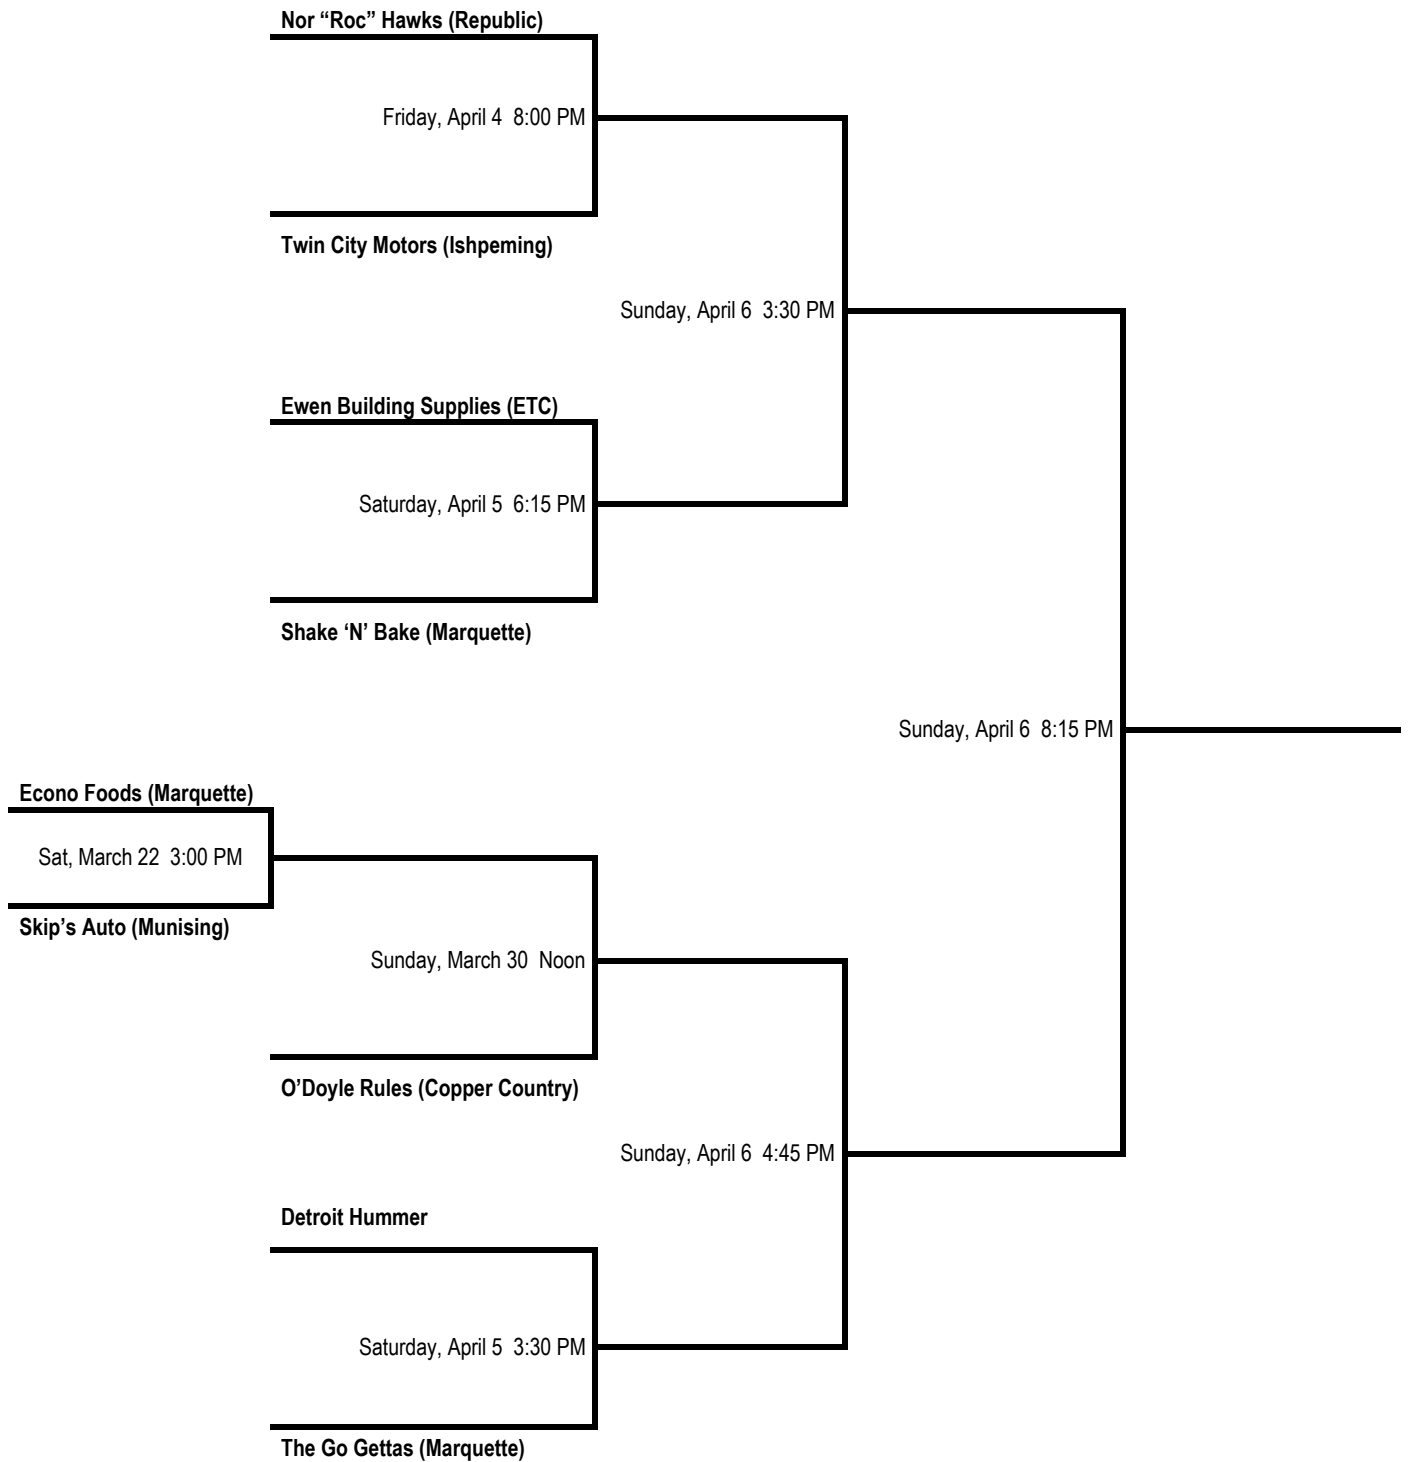 Nor “Roc” Hawks (Republic)
Friday, April 4 8:00 PM
Twin City Motors (Ishpeming)
Sunday, April 6 3:30 PM
Ewen Building Supplies (ETC)
Saturday, April 5 6:15 PM
Shake ‘N’ Bake (Marquette)
Sunday, April 6 8:15 PM
Econo Foods (Marquette)
Sat, March 22 3:00 PM
Skip’s Auto (Munising)
Sunday, March 30 Noon
O’Doyle Rules (Copper Country)
Sunday, April 6 4:45 PM
Detroit Hummer
Saturday, April 5 3:30 PM
The Go Gettas (Marquette)